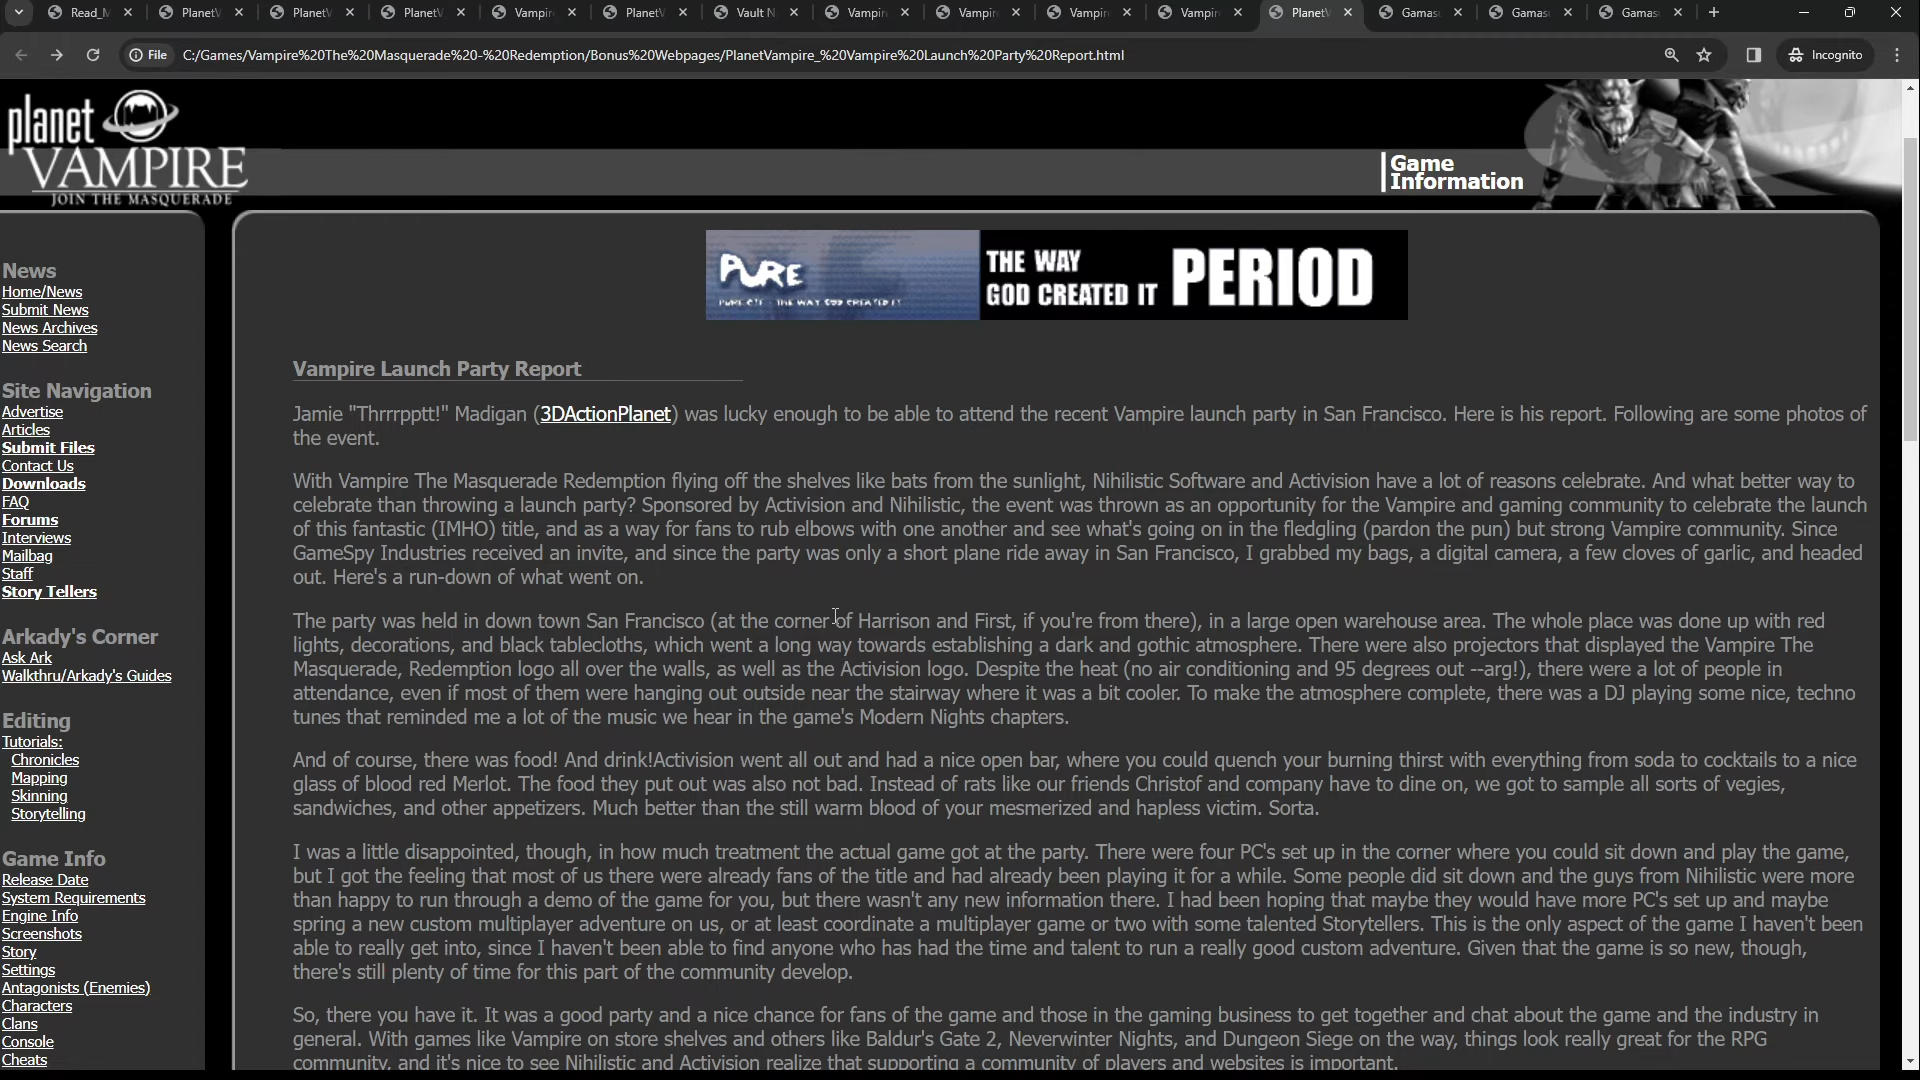 Read_M
PlanetV
PlanetV
PlanetV
Vampir
PlanetV
Vault N
Vampir
Vampir
Vampir
Vampir
PlanetV
Gamas
Gamas
Gamas
File
C:/Games/Vampire%20The%20Masquerade%20-%20Redemption/Bonus%20Webpages/PlanetVampire_%20Vampire%20Launch%20Party%20Report.html
Incognito
planet
VAMPIRE
JOIN THE MASQUERADE
Game
Information
PURE
THE WAY
GOD CREATED IT
PERIOD
News
Home/News
Submit News
News Archives
News Search
Site Navigation
Advertise
Articles
Submit Files
Contact Us
Downloads
FAQ
Forums
Interviews
Mailbag
Staff
Story Tellers
Arkady's Corner
Ask Ark
Walkthru/Arkady's Guides
Editing
Tutorials:
Chronicles
Mapping
Skinning
Storytelling
Game Info
Release Date
System Requirements
Engine Info
Screenshots
Story
Settings
Antagonists (Enemies)
Characters
Clans
Console
Cheats
Vampire Launch Party Report
Jamie "Thrrrpptt!" Madigan (3DActionPlanet) was lucky enough to be able to attend the recent Vampire launch party in San Francisco. Here is his report. Following are some photos of
the event.
With Vampire The Masquerade Redemption flying off the shelves like bats from the sunlight, Nihilistic Software and Activision have a lot of reasons celebrate. And what better way to
celebrate than throwing a launch party? Sponsored by Activision and Nihilistic, the event was thrown as an opportunity for the Vampire and gaming community to celebrate the launch
of this fantastic (IMHO) title, and as a way for fans to rub elbows with one another and see what's going on in the fledgling (pardon the pun) but strong Vampire community. Since
GameSpy Industries received an invite, and since the party was only a short plane ride away in San Francisco, I grabbed my bags, a digital camera, a few cloves of garlic, and headed
out. Here's a run-down of what went on.
The party was held in down town San Francisco (at the corner of Harrison and First, if you're from there), in a large open warehouse area. The whole place was done up with red
lights, decorations, and black tablecloths, which went a long way towards establishing a dark and gothic atmosphere. There were also projectors that displayed the Vampire The
Masquerade, Redemption logo all over the walls, as well as the Activision logo. Despite the heat (no air conditioning and 95 degrees out --arg!), there were a lot of people in
attendance, even if most of them were hanging out outside near the stairway where it was a bit cooler. To make the atmosphere complete, there was a DJ playing some nice, techno
tunes that reminded me a lot of the music we hear in the game's Modern Nights chapters.
And of course, there was food! And drink!Activision went all out and had a nice open bar, where you could quench your burning thirst with everything from soda to cocktails to a nice
glass of blood red Merlot. The food they put out was also not bad. Instead of rats like our friends Christof and company have to dine on, we got to sample all sorts of vegies,
sandwiches, and other appetizers. Much better than the still warm blood of your mesmerized and hapless victim. Sorta.
I was a little disappointed, though, in how much treatment the actual game got at the party. There were four PC's set up in the corner where you could sit down and play the game,
but I got the feeling that most of us there were already fans of the title and had already been playing it for a while. Some people did sit down and the guys from Nihilistic were more
than happy to run through a demo of the game for you, but there wasn't any new information there. I had been hoping that maybe they would have more PC's set up and maybe
spring a new custom multiplayer adventure on us, or at least coordinate a multiplayer game or two with some talented Storytellers. This is the only aspect of the game I haven't been
able to really get into, since I haven't been able to find anyone who has had the time and talent to run a really good custom adventure. Given that the game is so new, though,
there's still plenty of time for this part of the community develop.
So, there you have it. It was a good party and a nice chance for fans of the game and those in the gaming business to get together and chat about the game and the industry in
general. With games like Vampire on store shelves and others like Baldur's Gate 2, Neverwinter Nights, and Dungeon Siege on the way, things look really great for the RPG
community, and it's nice to see Nihilistic and Activision realize that supporting a community of players and websites is important.